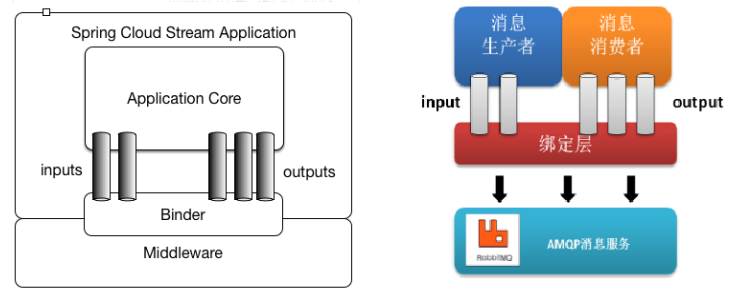 Spring Cloud Stream Application
Application Core
inputs
outputs
Binder
Middleware
消息
生产者
消息
消费者
input
output
绑定层
RabbitMQ
AMQP消息服务